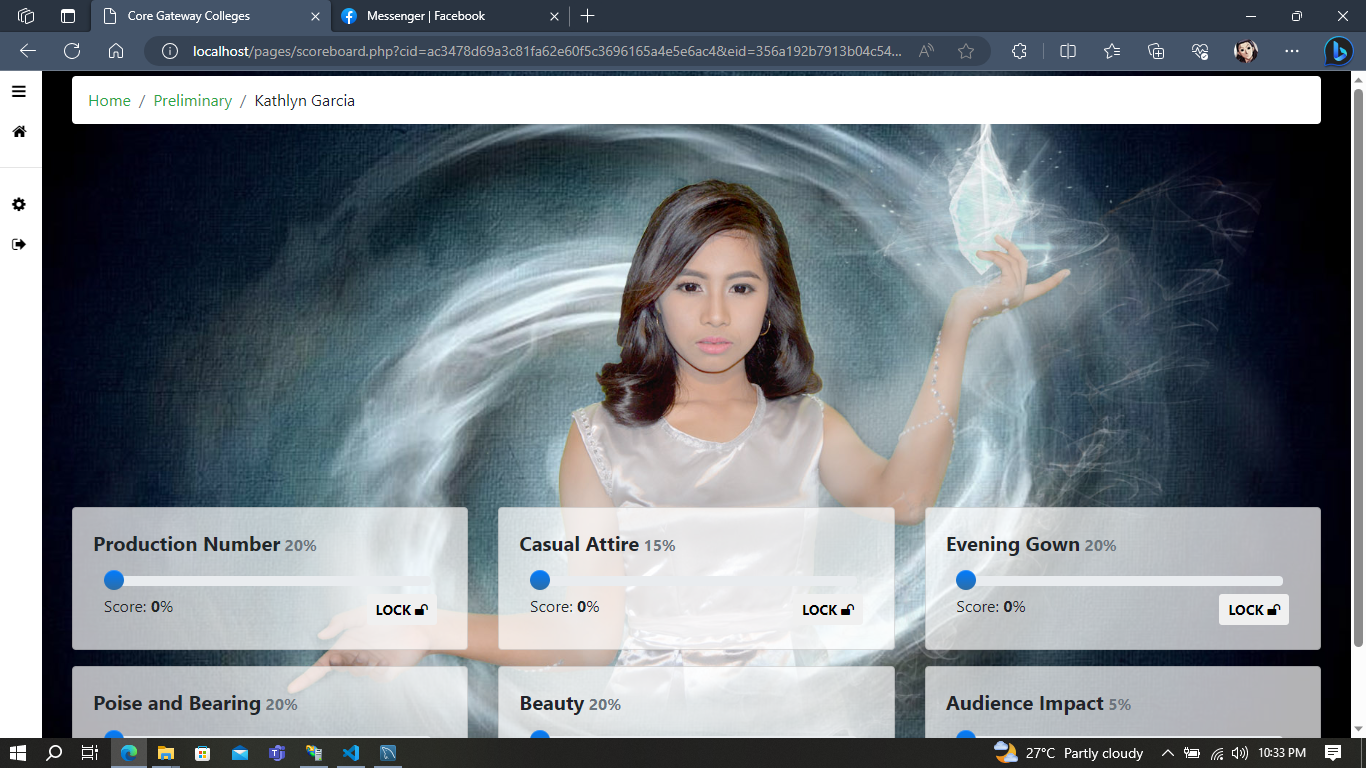 Core Gateway Colleges
Messenger | Facebook
localhost/pages/scoreboard.php?cid=ac3478d69a3c81fa62e60f5c3696165a4e5e6ac4&eid=356a192b7913b04c54...
Home / Preliminary / Kathlyn Garcia
Production Number 20%
Score: 0%
LOCK
Casual Attire 15%
Score: 0%
LOCK
Evening Gown 20%
Score: 0%
LOCK
Poise and Bearing 20%
Beauty 20%
Audience Impact 5%
27°C Partly cloudy
10:33 PM